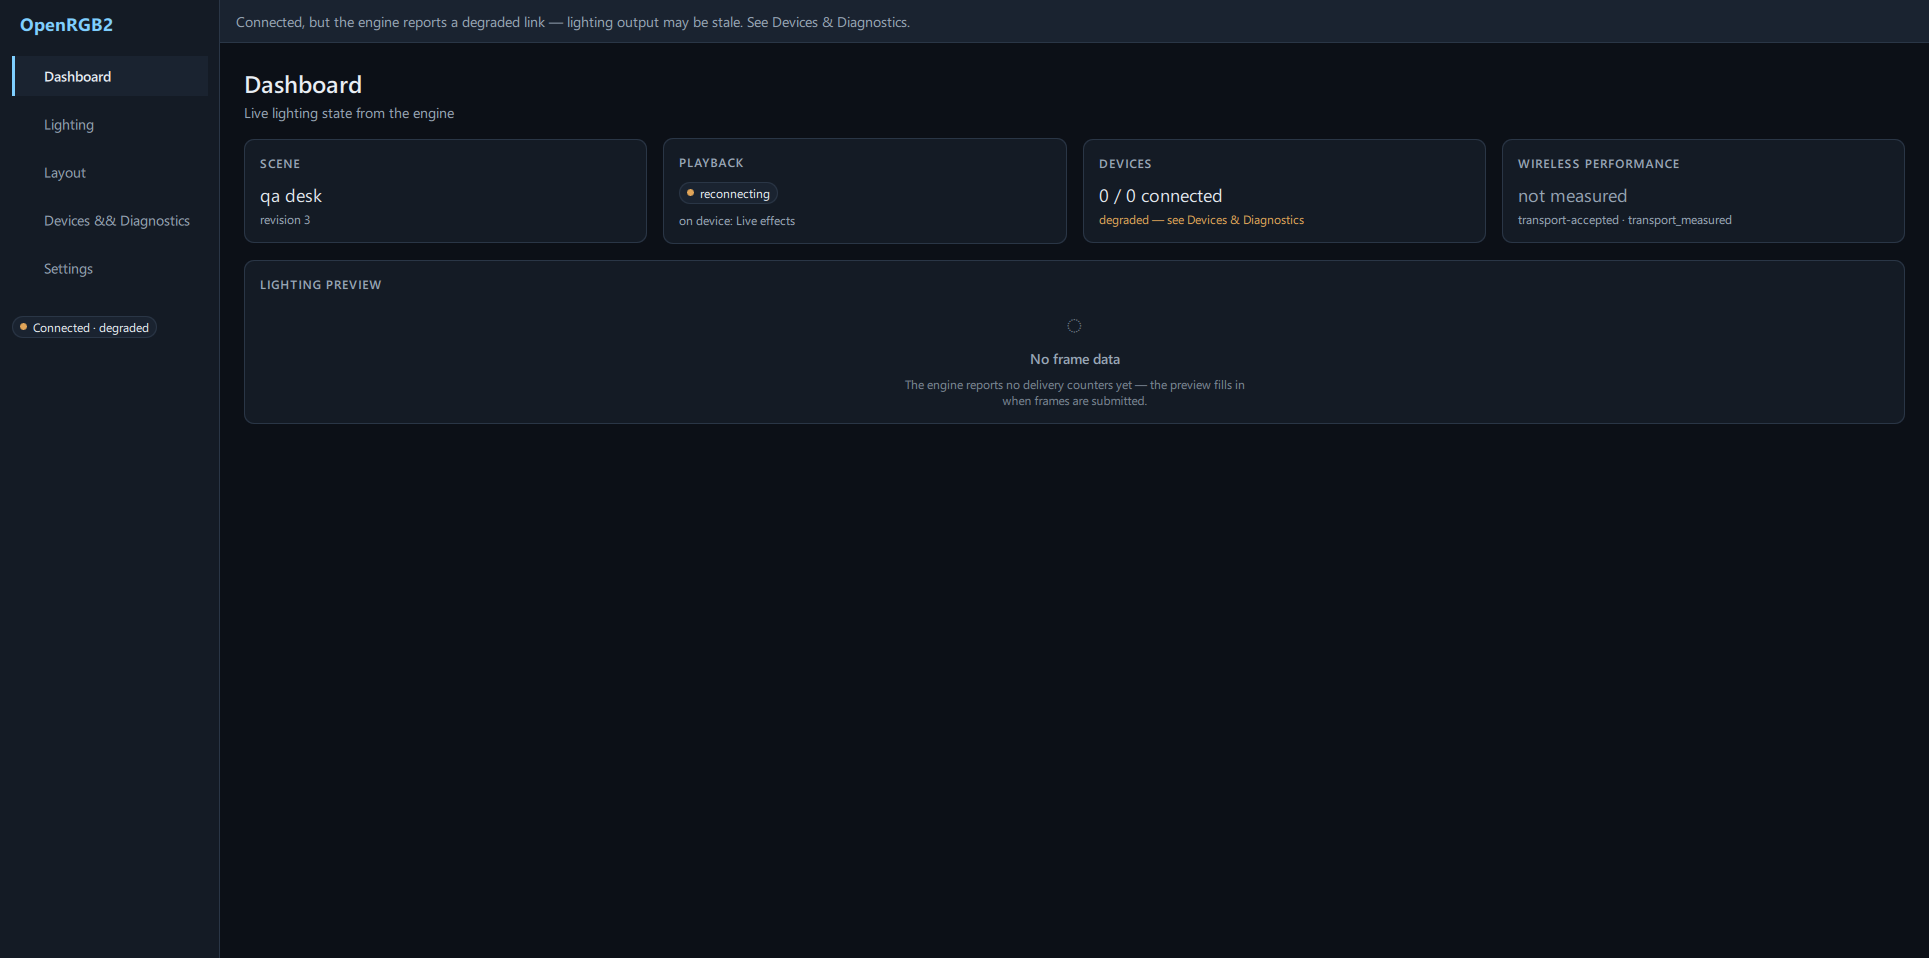 OpenRGB2
Dashboard
Lighting
Layout
Devices && Diagnostics
Settings
Connected · degraded
Connected, but the engine reports a degraded link — lighting output may be stale. See Devices & Diagnostics.
Dashboard
Live lighting state from the engine
SCENE
qa desk
revision 3
PLAYBACK
reconnecting
on device: Live effects
DEVICES
0 / 0 connected
degraded — see Devices & Diagnostics
WIRELESS PERFORMANCE
not measured
transport-accepted · transport_measured
LIGHTING PREVIEW
No frame data
The engine reports no delivery counters yet — the preview fills in
when frames are submitted.